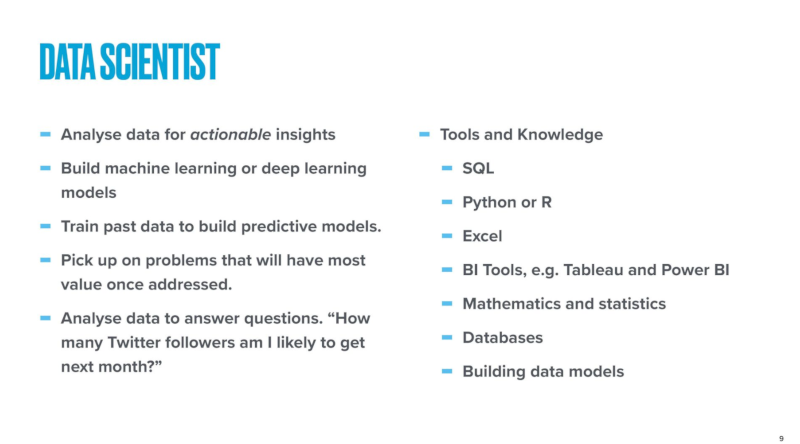 DATA SCIENTIST
Analyse data for actionable insights
Build machine learning or deep learning
models
Train past data to build predictive models.
Pick up on problems that will have most
value once addressed.
Analyse data to answer questions. “How
many Twitter followers am I likely to get
next month?”
Tools and Knowledge
SQL
Python or R
Excel
BI Tools, e.g. Tableau and Power BI
Mathematics and statistics
Databases
Building data models
9